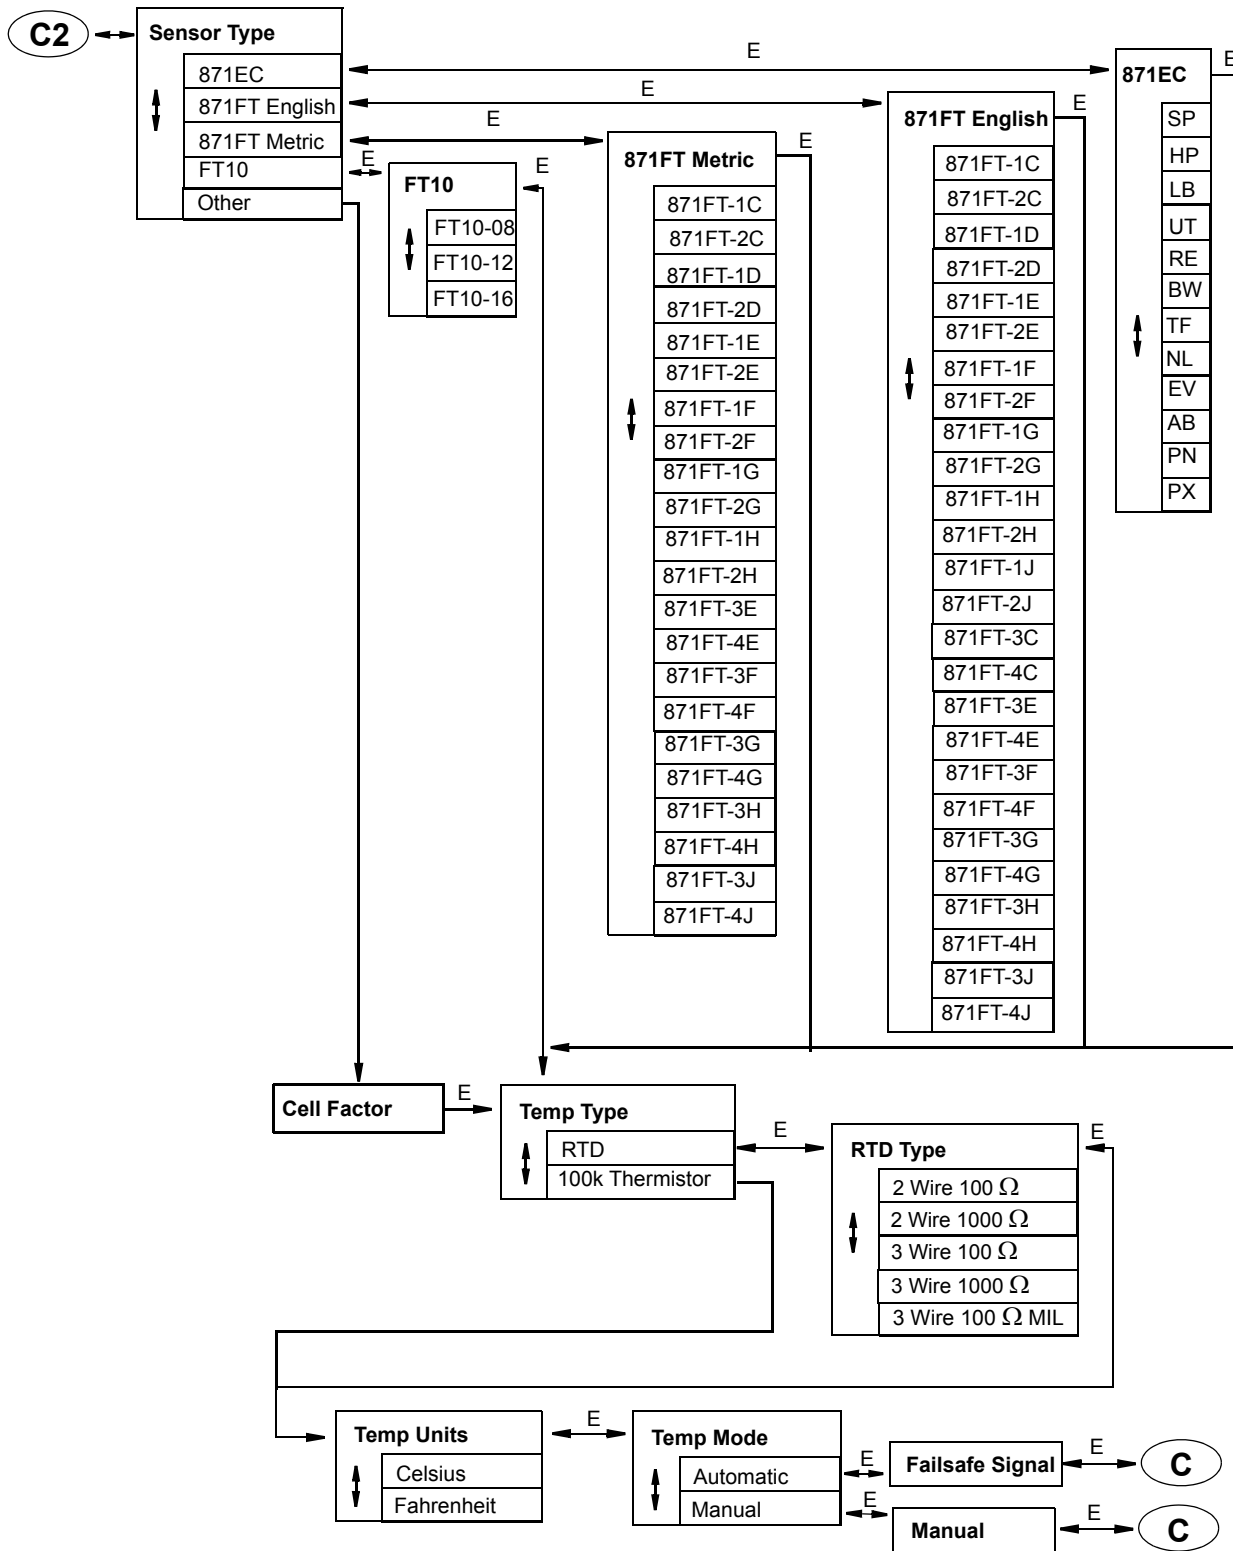 C2
Sensor Type
871EC
871FT English
871FT Metric
FT10
Other
E
E
E
E
FT10
FT10-08
FT10-12
FT10-16
E
871FT Metric
871FT-1C
871FT-2C
871FT-1D
871FT-2D
871FT-1E
871FT-2E
871FT-1F
871FT-2F
871FT-1G
871FT-2G
871FT-1H
871FT-2H
871FT-3E
871FT-4E
871FT-3F
871FT-4F
871FT-3G
871FT-4G
871FT-3H
871FT-4H
871FT-3J
871FT-4J
E
871FT English
871FT-1C
871FT-2C
871FT-1D
871FT-2D
871FT-1E
871FT-2E
871FT-1F
871FT-2F
871FT-1G
871FT-2G
871FT-1H
871FT-2H
871FT-1J
871FT-2J
871FT-3C
871FT-4C
871FT-3E
871FT-4E
871FT-3F
871FT-4F
871FT-3G
871FT-4G
871FT-3H
871FT-4H
871FT-3J
871FT-4J
E
871EC
SP
HP
LB
UT
RE
BW
TF
NL
EV
AB
PN
PX
E
Cell Factor
E
Temp Type
RTD
100k Thermistor
E
RTD Type
2 Wire 100 Ω
2 Wire 1000 Ω
3 Wire 100 Ω
3 Wire 1000 Ω
3 Wire 100 Ω MIL
E
Temp Units
Celsius
Fahrenheit
E
Temp Mode
Automatic
Manual
E
E
Failsafe Signal
E
C
Manual
E
C